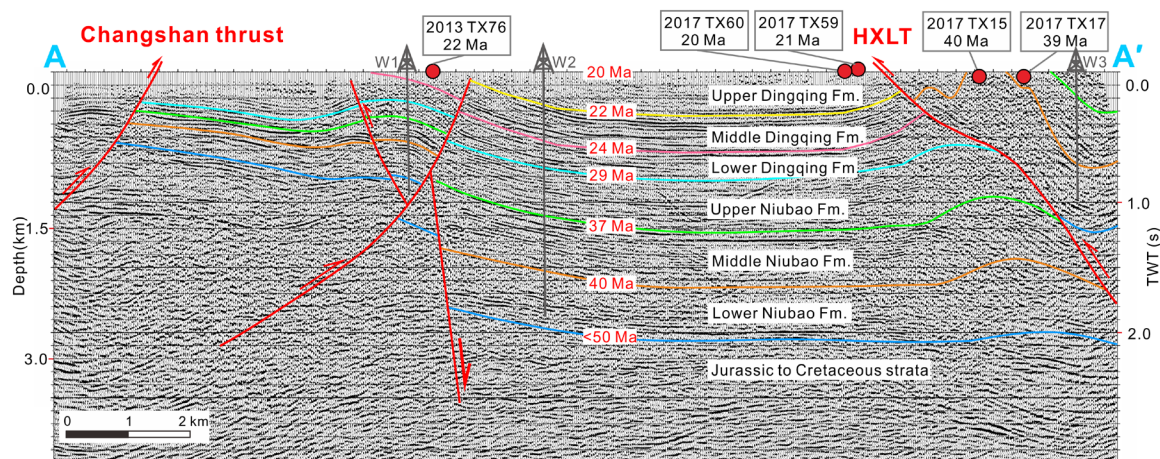 2013 TX76
22 Ma
2017 TX60
20 Ma
2017 TX59
21 Ma
2017 TX15
40 Ma
2017 TX17
39 Ma
Changshan thrust
HXLT
A
A′
W1
W2
W3
20 Ma
0.0
0.0
Upper Dingqing Fm.
22 Ma
Middle Dingqing Fm.
24 Ma
Lower Dingqing Fm.
29 Ma
1.0
Upper Niubao Fm.
37 Ma
1.5
Depth(km)
TWT (s)
Middle Niubao Fm.
40 Ma
Lower Niubao Fm.
<50 Ma
2.0
3.0
Jurassic to Cretaceous strata
0 1 2 km